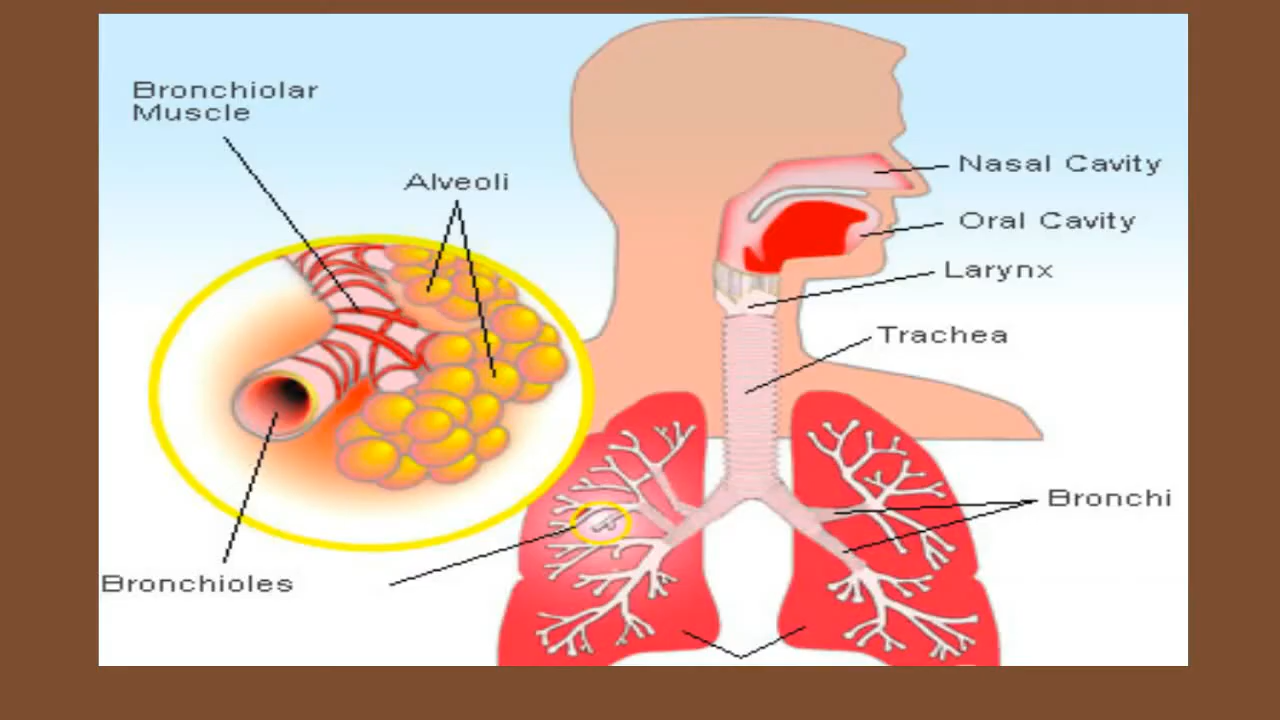 Bronchiolar
Muscle
Alveoli
Nasal Cavity
Oral Cavity
Larynx
Trachea
Bronchi
Bronchioles